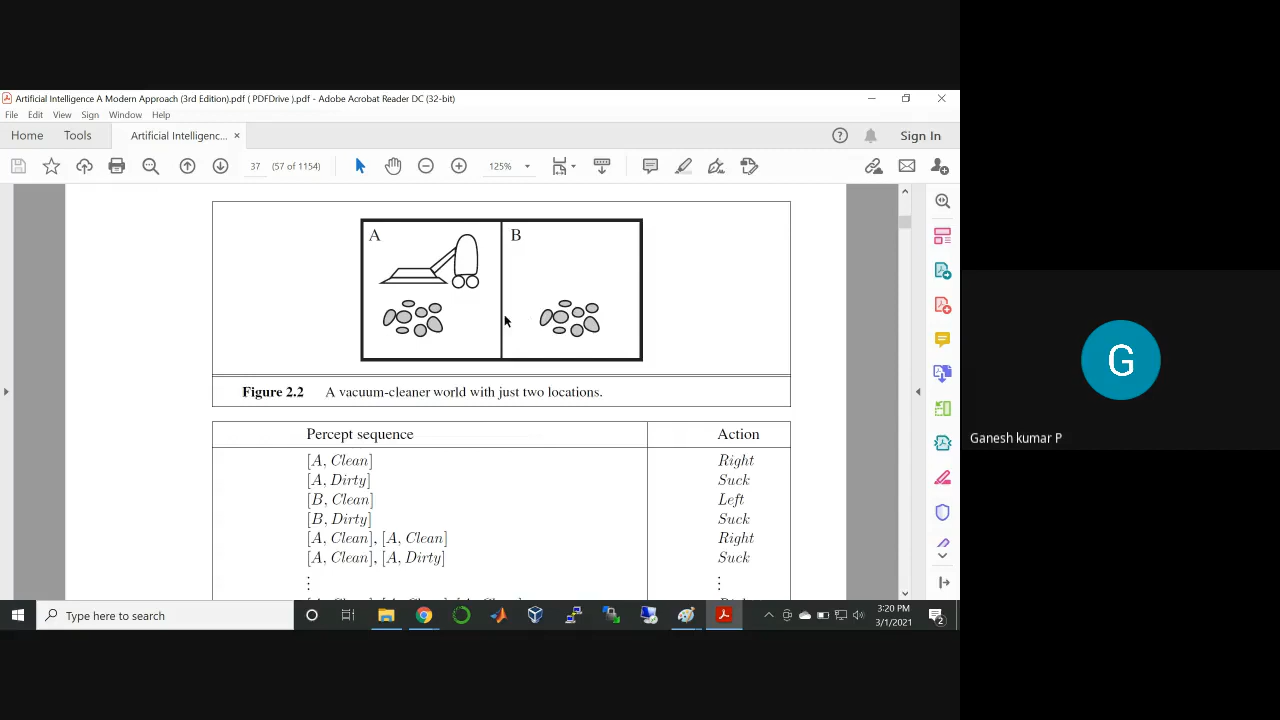 Artificial Intelligence A Modern Approach (3rd Edition).pdf ( PDFDrive ).pdf - Adobe Acrobat Reader DC (32-bit)
File Edit View Sign Window Help
Home Tools Artificial Intelligenc... × Sign In
37 (57 of 1154) 125%
A B
Figure 2.2 A vacuum-cleaner world with just two locations.
Percept sequence Action
[A, Clean] Right
[A, Dirty] Suck
[B, Clean] Left
[B, Dirty] Suck
[A, Clean], [A, Clean] Right
[A, Clean], [A, Dirty] Suck
⋮ ⋮
G
Ganesh kumar P
Type here to search
3:20 PM
3/1/2021
2